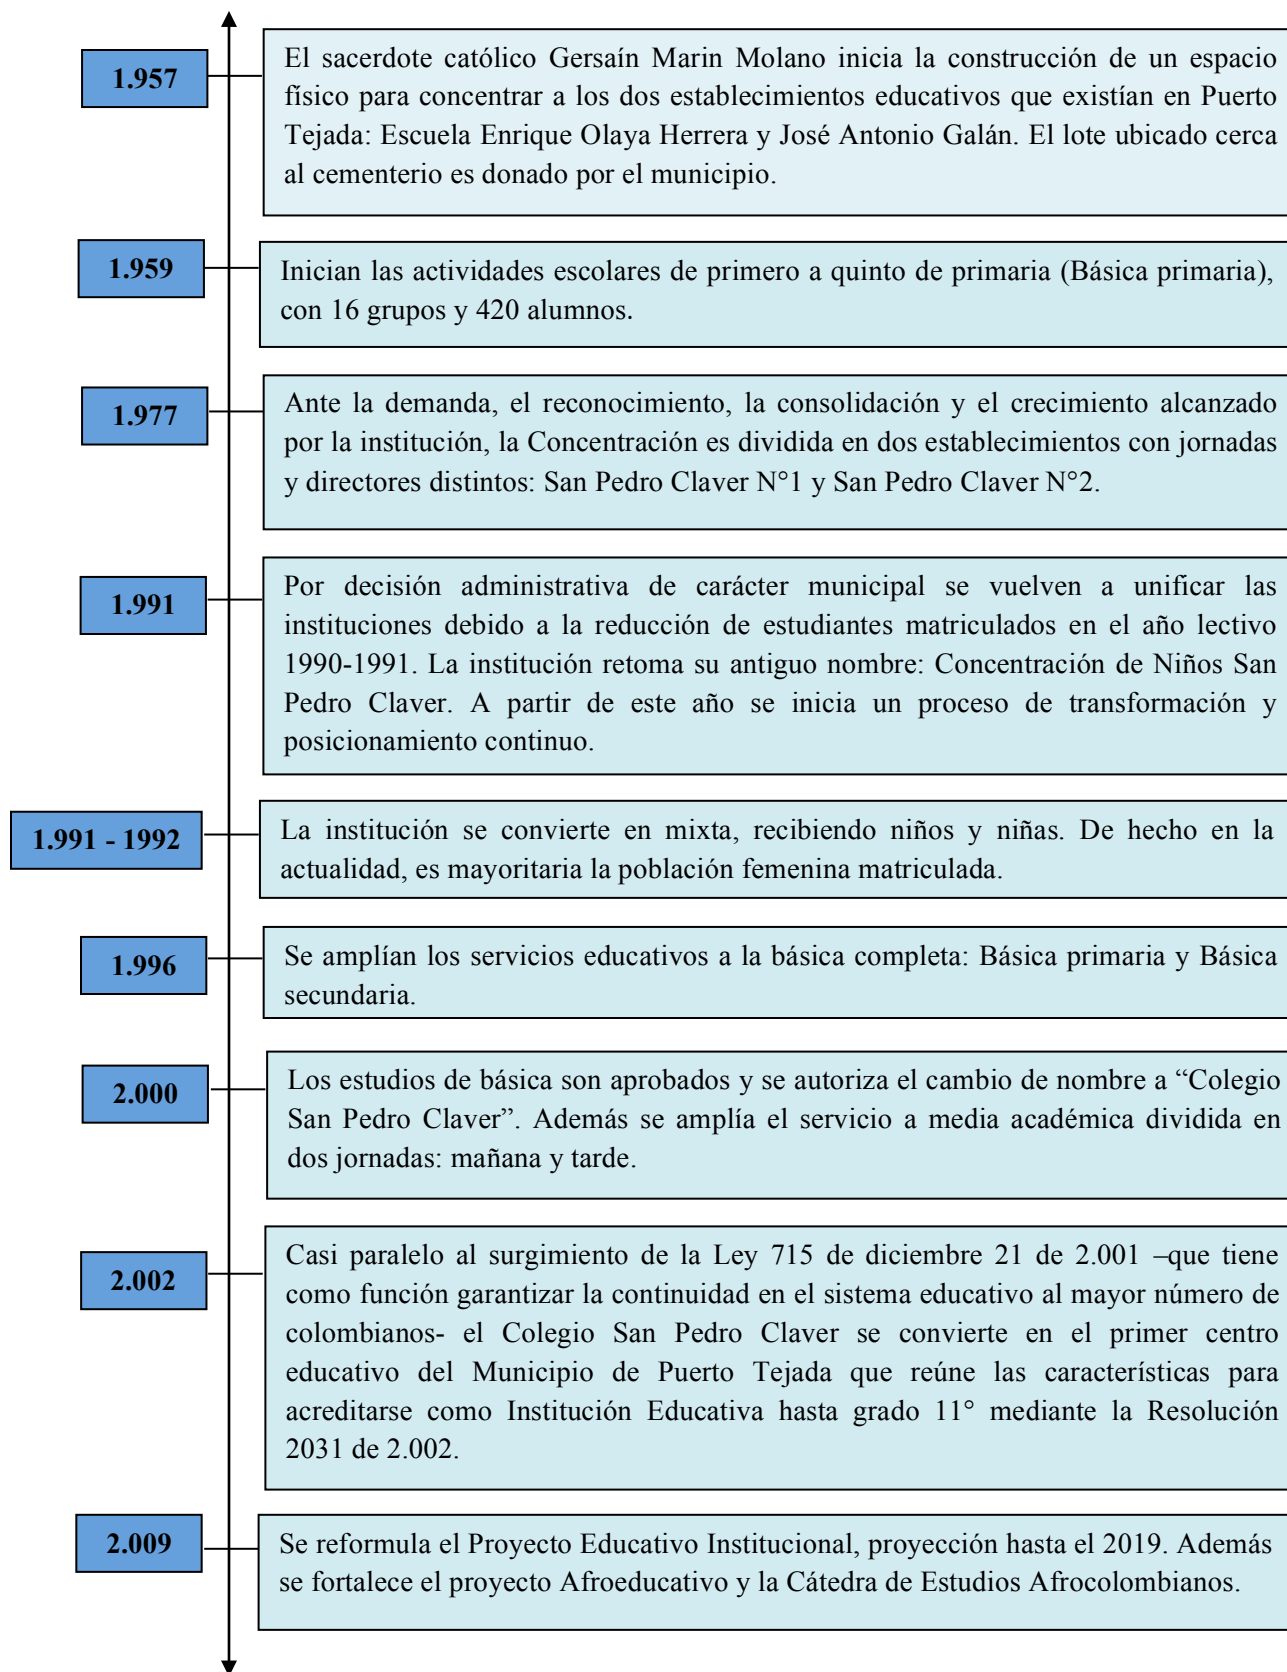 1.957
El sacerdote católico Gersaín Marin Molano inicia la construcción de un espacio
físico para concentrar a los dos establecimientos educativos que existían en Puerto
Tejada: Escuela Enrique Olaya Herrera y José Antonio Galán. El lote ubicado cerca
al cementerio es donado por el municipio.
1.959
Inician las actividades escolares de primero a quinto de primaria (Básica primaria),
con 16 grupos y 420 alumnos.
1.977
Ante la demanda, el reconocimiento, la consolidación y el crecimiento alcanzado
por la institución, la Concentración es dividida en dos establecimientos con jornadas
y directores distintos: San Pedro Claver N°1 y San Pedro Claver N°2.
1.991
Por decisión administrativa de carácter municipal se vuelven a unificar las
instituciones debido a la reducción de estudiantes matriculados en el año lectivo
1990-1991. La institución retoma su antiguo nombre: Concentración de Niños San
Pedro Claver. A partir de este año se inicia un proceso de transformación y
posicionamiento continuo.
1.991 - 1992
La institución se convierte en mixta, recibiendo niños y niñas. De hecho en la
actualidad, es mayoritaria la población femenina matriculada.
1.996
Se amplían los servicios educativos a la básica completa: Básica primaria y Básica
secundaria.
2.000
Los estudios de básica son aprobados y se autoriza el cambio de nombre a “Colegio
San Pedro Claver”. Además se amplía el servicio a media académica dividida en
dos jornadas: mañana y tarde.
2.002
Casi paralelo al surgimiento de la Ley 715 de diciembre 21 de 2.001 –que tiene
como función garantizar la continuidad en el sistema educativo al mayor número de
colombianos- el Colegio San Pedro Claver se convierte en el primer centro
educativo del Municipio de Puerto Tejada que reúne las características para
acreditarse como Institución Educativa hasta grado 11° mediante la Resolución
2031 de 2.002.
2.009
Se reformula el Proyecto Educativo Institucional, proyección hasta el 2019. Además
se fortalece el proyecto Afroeducativo y la Cátedra de Estudios Afrocolombianos.